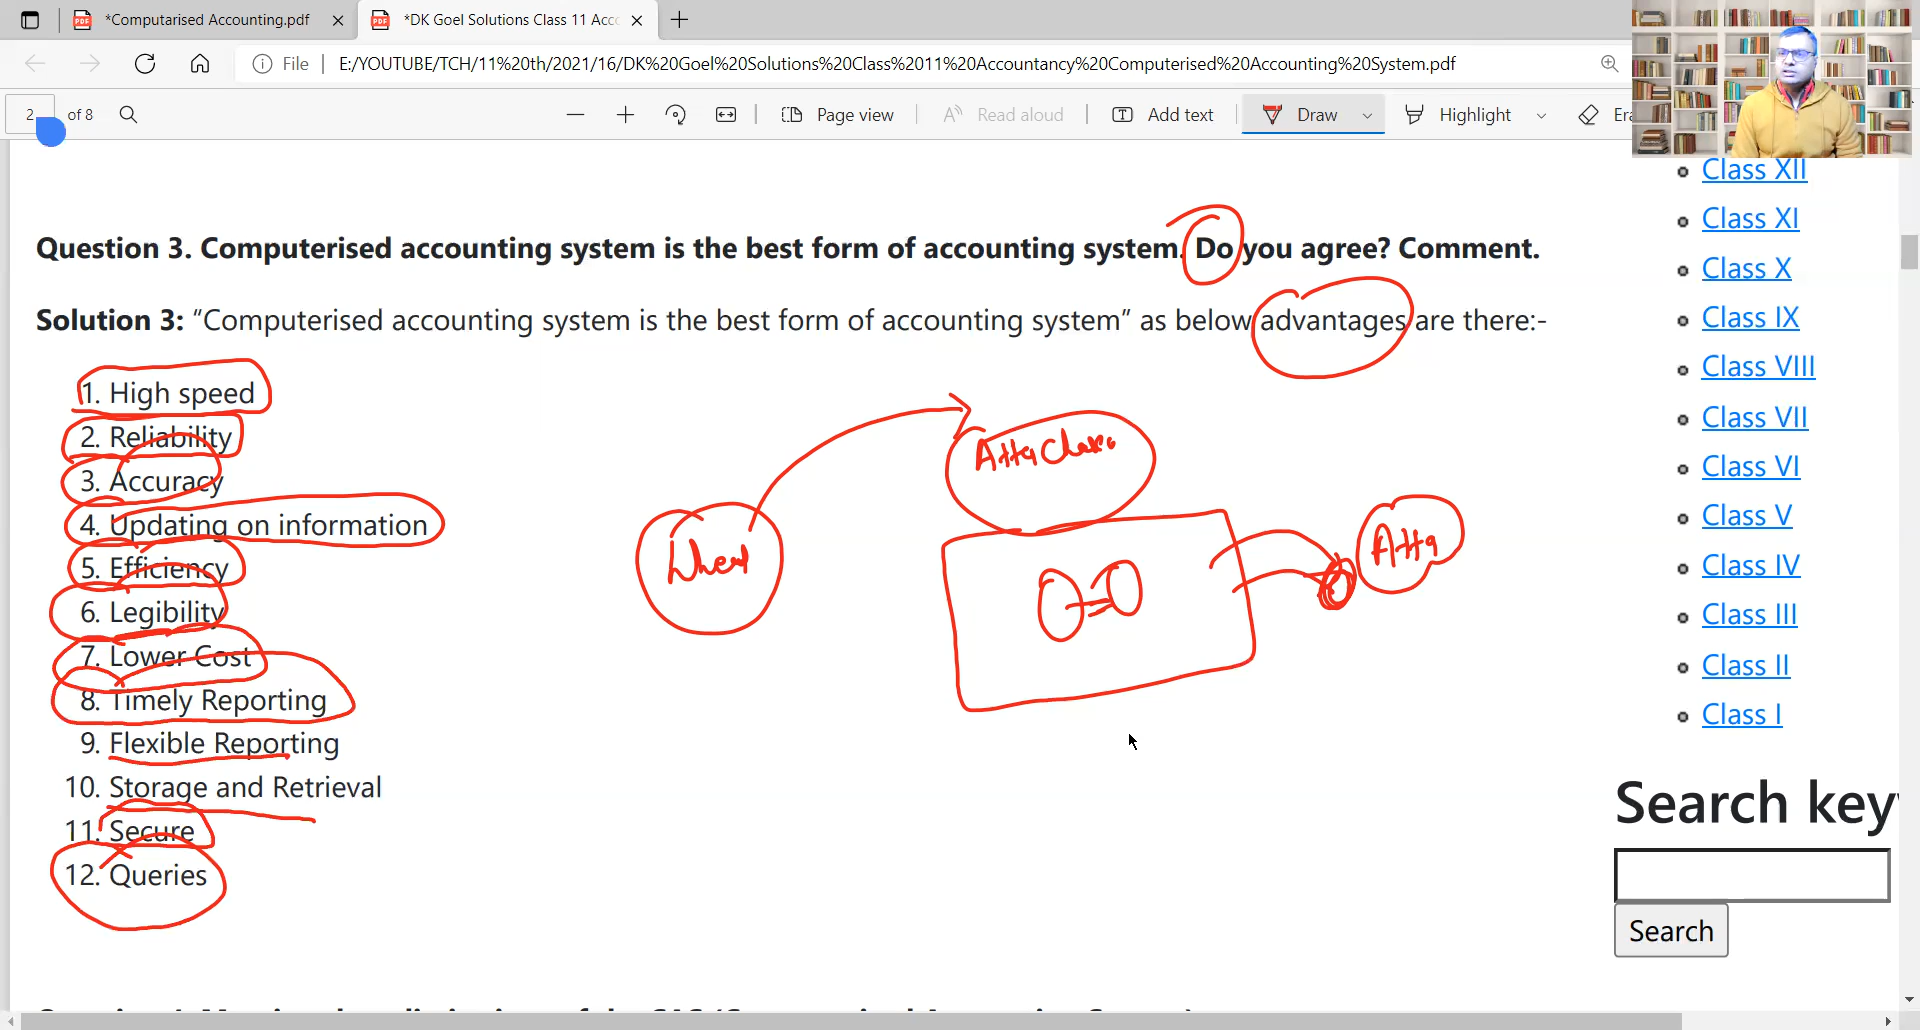 *Computarised Accounting.pdf
*DK Goel Solutions Class 11 Acc
File
E:/YOUTUBE/TCH/11%20th/2021/16/DK%20Goel%20Solutions%20Class%2011%20Accountancy%20Computerised%20Accounting%20System.pdf
2 of 8
Page view
Read aloud
Add text
Draw
Highlight
Era
Question 3. Computerised accounting system is the best form of accounting system. Do you agree? Comment.
Solution 3: “Computerised accounting system is the best form of accounting system” as below advantages are there:-
1. High speed
2. Reliability
3. Accuracy
4. Updating on information
5. Efficiency
6. Legibility
7. Lower Cost
8. Timely Reporting
9. Flexible Reporting
10. Storage and Retrieval
11. Secure
12. Queries
Atta
Atta
Class XII
Class XI
Class X
Class IX
Class VIII
Class VII
Class VI
Class V
Class IV
Class III
Class II
Class I
Search key
Search